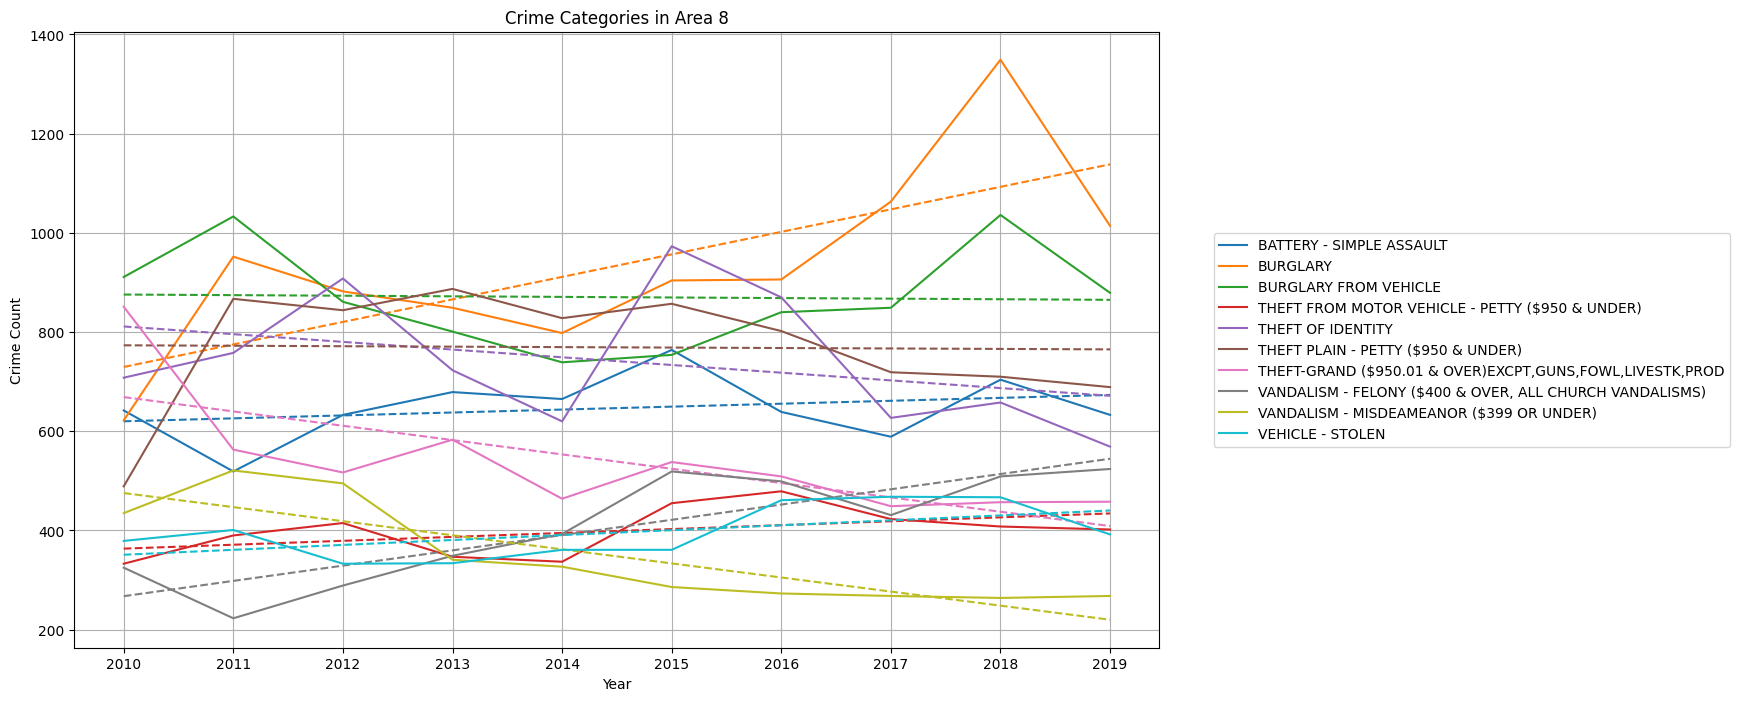 Crime Categories in Area 8
Crime Count
1400
1200
1000
800
600
400
200
2010 2011 2012 2013 2014 2015 2016 2017 2018 2019
Year
BATTERY - SIMPLE ASSAULT
BURGLARY
BURGLARY FROM VEHICLE
THEFT FROM MOTOR VEHICLE - PETTY ($950 & UNDER)
THEFT OF IDENTITY
THEFT PLAIN - PETTY ($950 & UNDER)
THEFT-GRAND ($950.01 & OVER)EXCPT,GUNS,FOWL,LIVESTK,PROD
VANDALISM - FELONY ($400 & OVER, ALL CHURCH VANDALISMS)
VANDALISM - MISDEAMEANOR ($399 OR UNDER)
VEHICLE - STOLEN